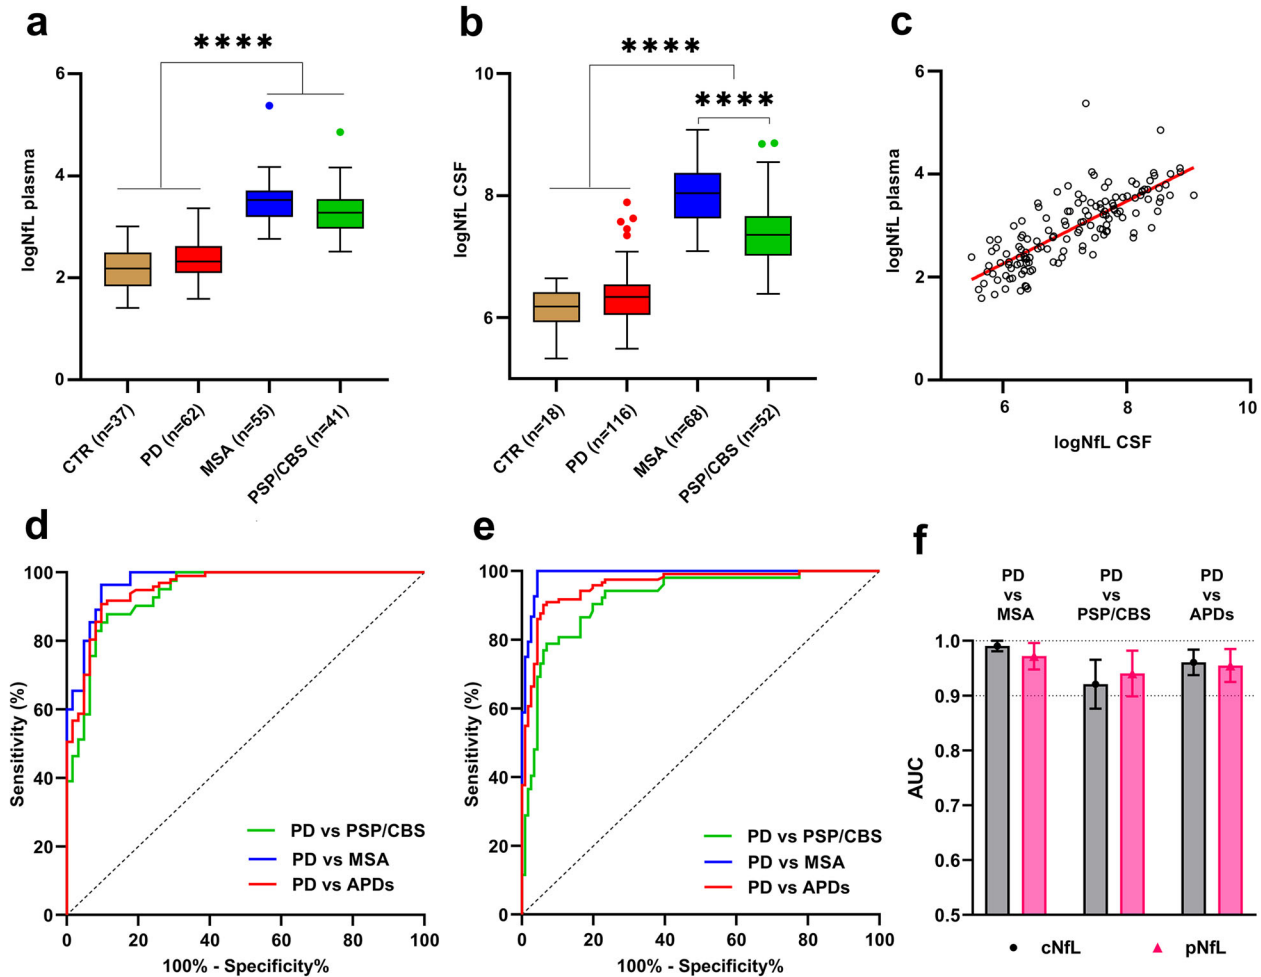 a
****
6
4
2
0
logNfL plasma
CTR (n=37)
PD (n=62)
MSA (n=55)
PSP/CBS (n=41)
b
****
****
10
8
6
logNfL CSF
CTR (n=18)
PD (n=116)
MSA (n=68)
PSP/CBS (n=52)
c
6
4
2
0
logNfL plasma
6
8
10
logNfL CSF
d
100
80
60
40
20
0
Sensitivity (%)
PD vs PSP/CBS
PD vs MSA
PD vs APDs
0
20
40
60
80
100
100% - Specificity%
e
100
80
60
40
20
0
Sensitivity (%)
PD vs PSP/CBS
PD vs MSA
PD vs APDs
0
20
40
60
80
100
100% - Specificity%
f
PD
vs
MSA
PD
vs
PSP/CBS
PD
vs
APDs
1.0
0.9
0.8
0.7
0.6
0.5
AUC
cNfL
pNfL